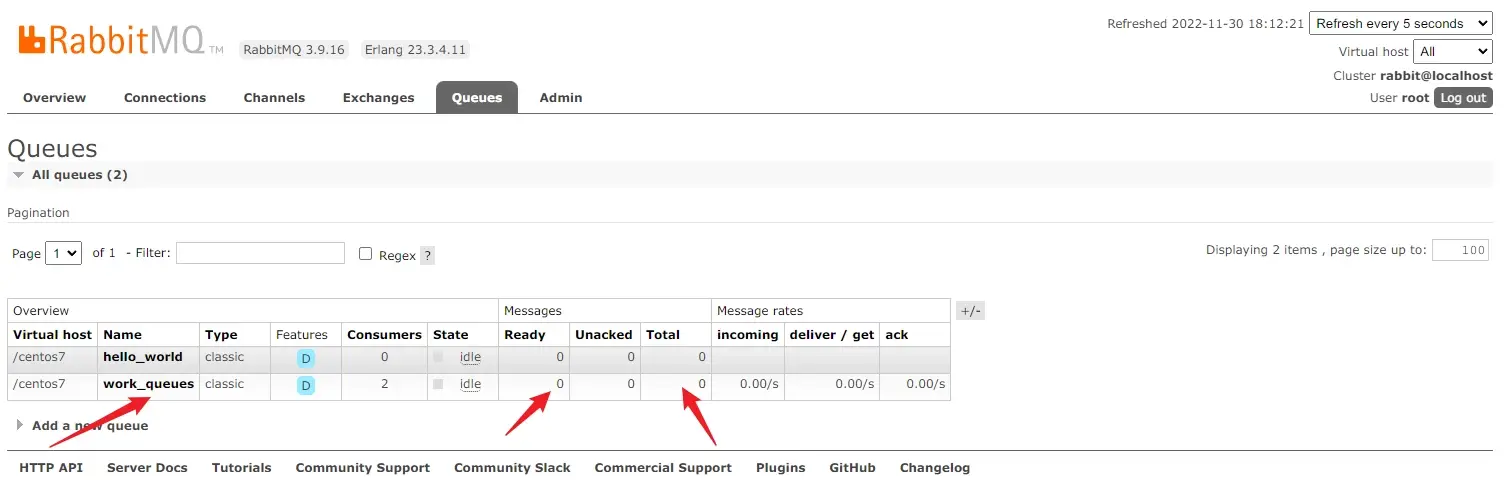 Refreshed 2022-11-30 18:12:21 Refresh every 5 seconds
RabbitMQ TM RabbitMQ 3.9.16 Erlang 23.3.4.11
Virtual host All
Cluster rabbit@localhost
User root Log out
Overview Connections Channels Exchanges Queues Admin
Queues
All queues (2)
Pagination
Page 1 of 1 - Filter: Regex ? Displaying 2 items , page size up to: 100
Overview Messages Message rates +/-
Virtual host Name Type Features Consumers State Ready Unacked Total incoming deliver / get ack
/centos7 hello_world classic D 0 idle 0 0 0
/centos7 work_queues classic D 2 idle 0 0 0 0.00/s 0.00/s 0.00/s
Add a new queue
HTTP API Server Docs Tutorials Community Support Community Slack Commercial Support Plugins GitHub Changelog